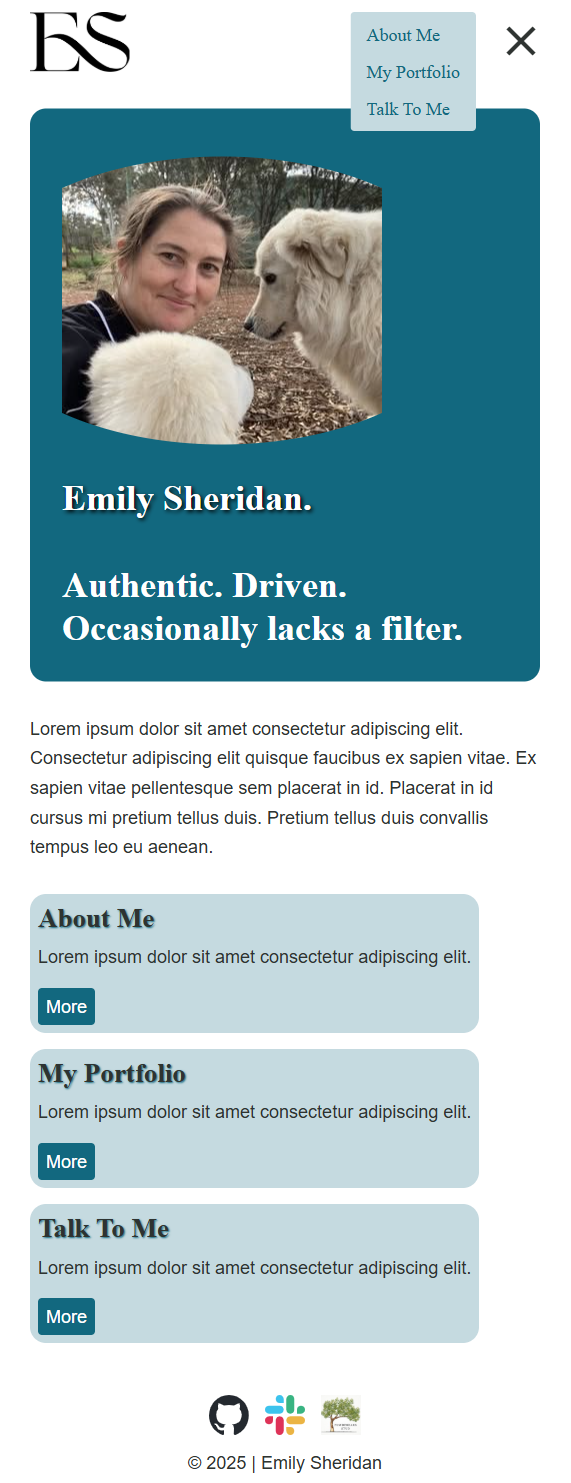 ES
About Me
My Portfolio
Talk To Me
Emily Sheridan.
Authentic. Driven.
Occasionally lacks a filter.
Lorem ipsum dolor sit amet consectetur adipiscing elit.
Consectetur adipiscing elit quisque faucibus ex sapien vitae. Ex
sapien vitae pellentesque sem placerat in id. Placerat in id
cursus mi pretium tellus duis. Pretium tellus duis convallis
tempus leo eu aenean.
About Me
Lorem ipsum dolor sit amet consectetur adipiscing elit.
More
My Portfolio
Lorem ipsum dolor sit amet consectetur adipiscing elit.
More
Talk To Me
Lorem ipsum dolor sit amet consectetur adipiscing elit.
More
© 2025 | Emily Sheridan